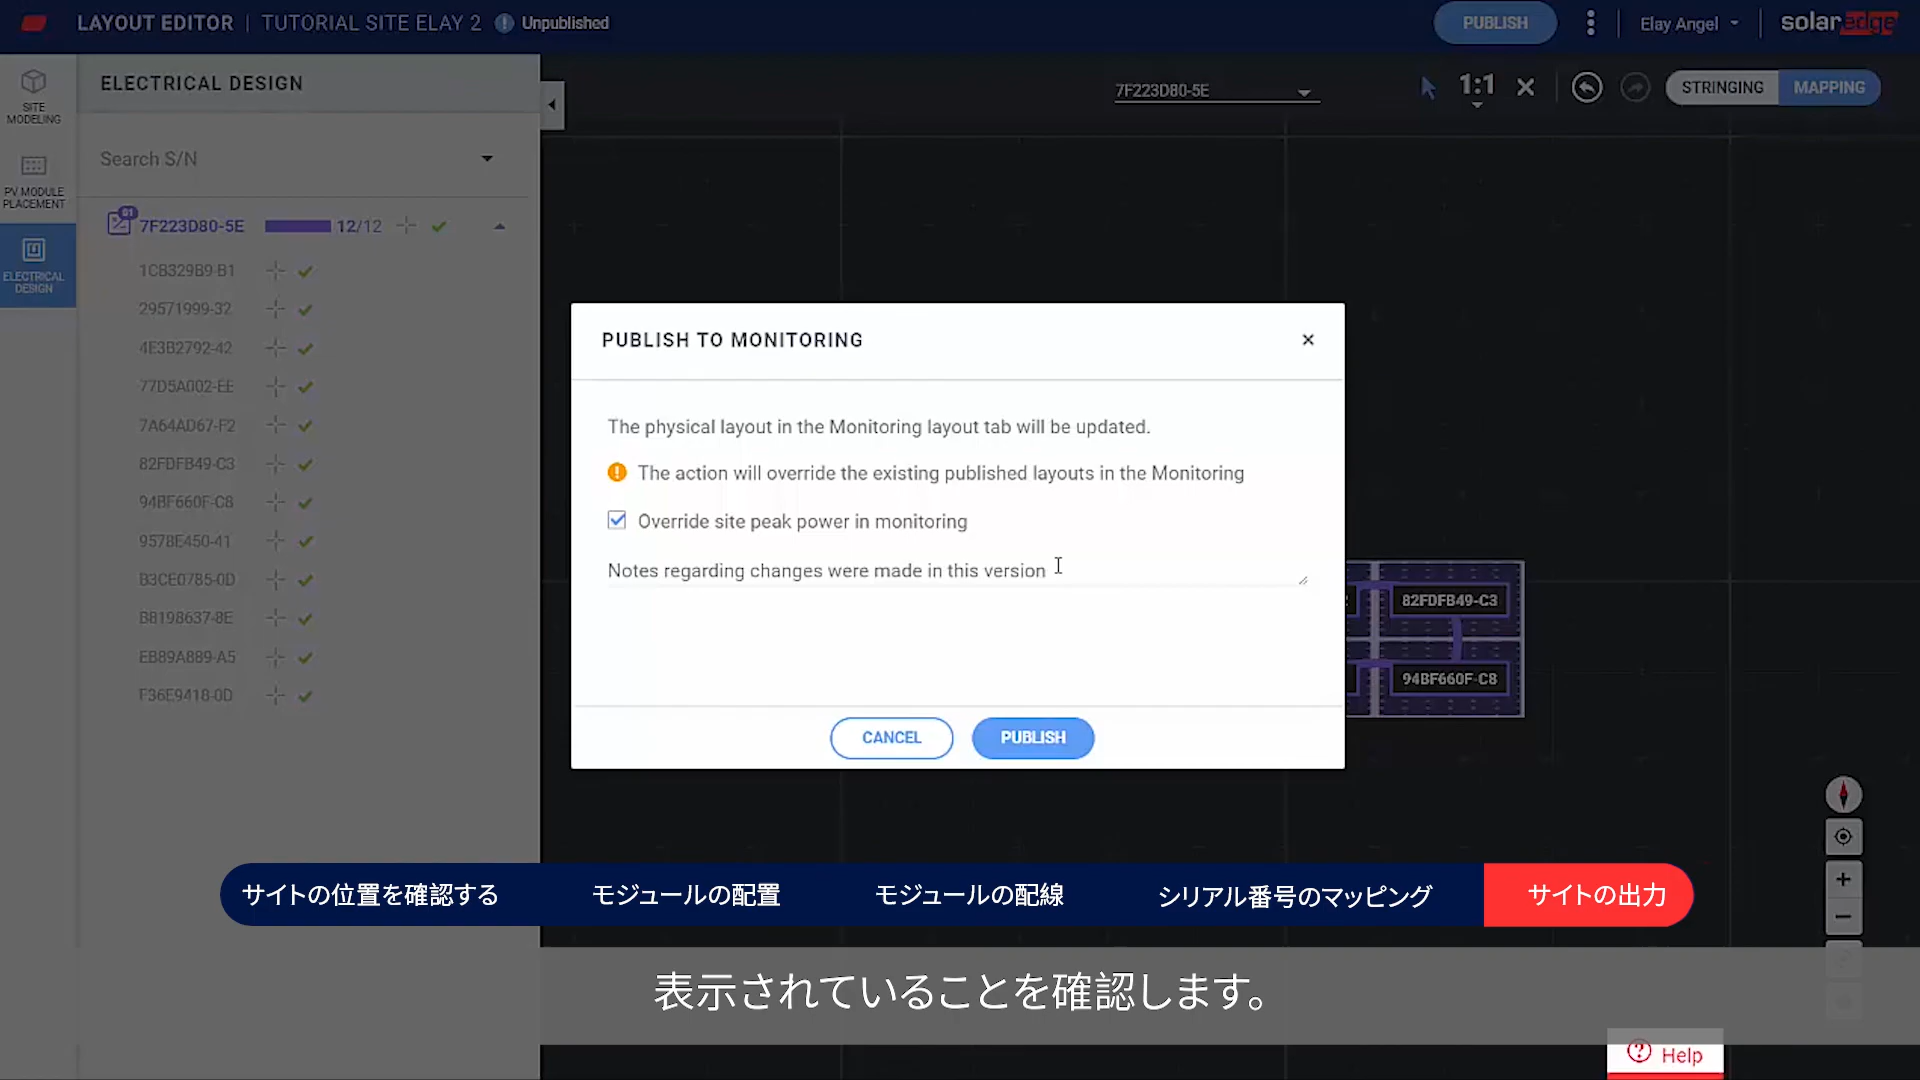 LAYOUT EDITOR | TUTORIAL SITE ELAY 2 Unpublished
PUBLISH
Elay Angel
solaredge
SITE MODELING
PV MODULE PLACEMENT
ELECTRICAL DESIGN
ELECTRICAL DESIGN
7F223D80-5E
1:1
STRINGING
MAPPING
Search S/N
01
7F223D80-5E 12/12
1CB329B9-B1
29571999-32
4E3B2792-42
77D5A002-EE
7A64AD67-F2
82FDFB49-C3
94BF660F-C8
957BE450-41
B3CE0785-0D
B8198637-8E
EB89A889-A5
F36E9418-0D
PUBLISH TO MONITORING
The physical layout in the Monitoring layout tab will be updated.
The action will override the existing published layouts in the Monitoring
Override site peak power in monitoring
Notes regarding changes were made in this version
CANCEL
PUBLISH
82FDFB49-C3
94BF660F-C8
サイトの位置を確認する
モジュールの配置
モジュールの配線
シリアル番号のマッピング
サイトの出力
表示されていることを確認します。
Help